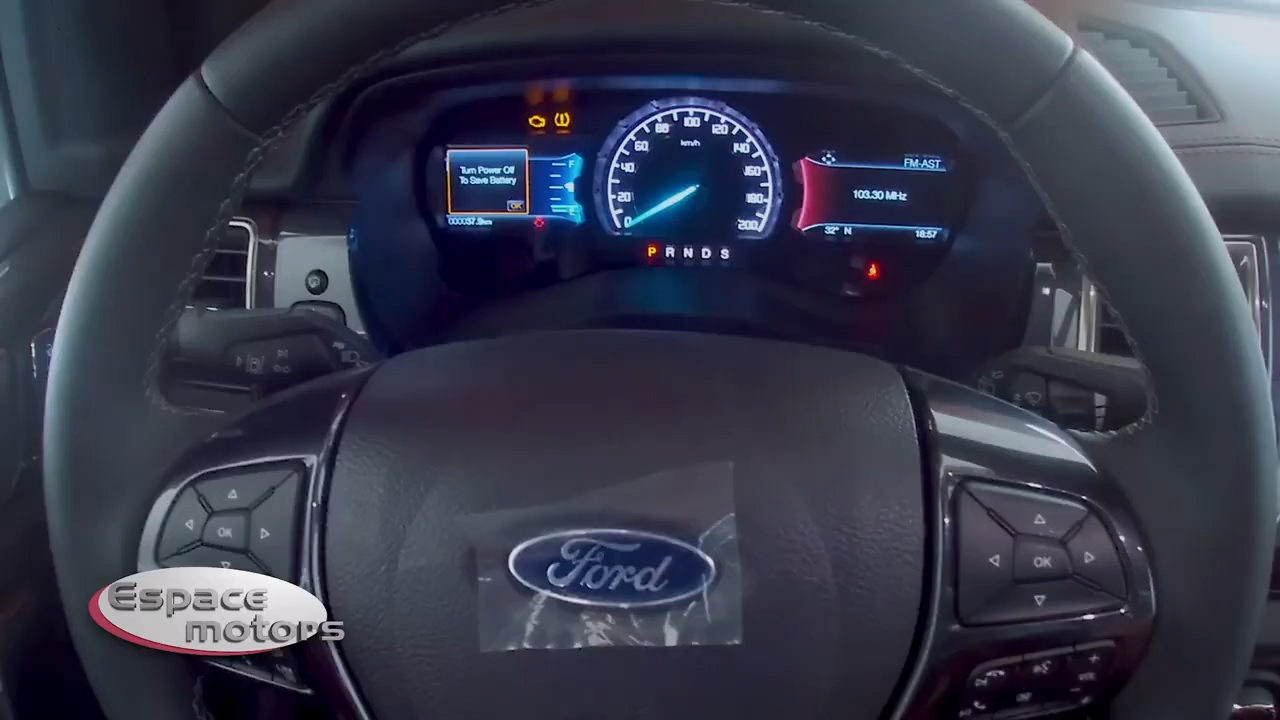 Turn Power Off
To Save Battery
OK
000037.9km
F
E
0
20
40
60
80
100
120
140
160
180
200
km/h
P R N D S
FM-AST
103.30 MHz
32° N
18:57
OK
OK
Ford
VOL
Espace
motors